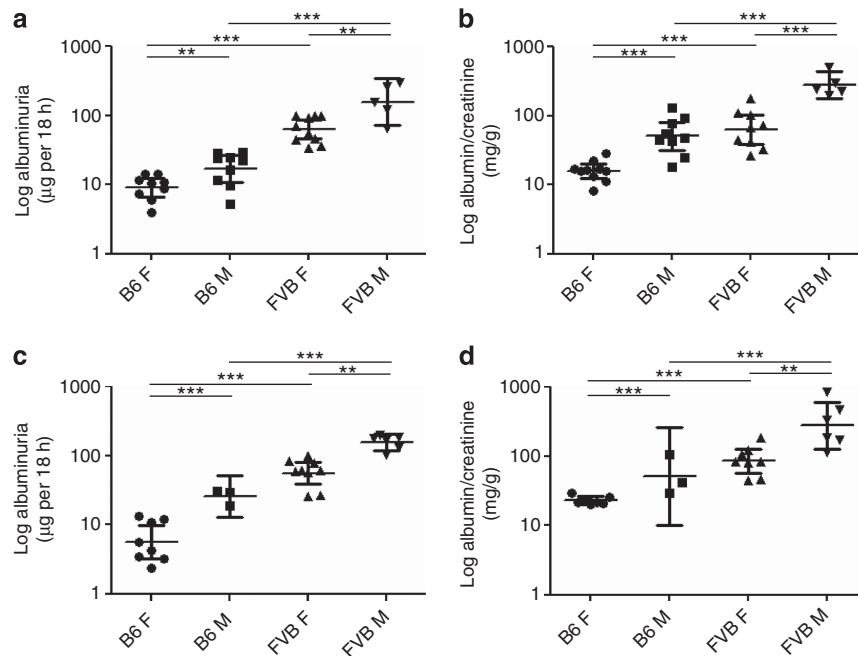 a
***
***
**
**
1000
100
10
1
Log albuminuria
(µg per 18 h)
B6 F
B6 M
FVB F
FVB M
b
***
***
***
***
1000
100
10
1
Log albumin/creatinine
(mg/g)
B6 F
B6 M
FVB F
FVB M
c
***
***
**
***
1000
100
10
1
Log albuminuria
(µg per 18 h)
B6 F
B6 M
FVB F
FVB M
d
***
***
**
***
1000
100
10
1
Log albumin/creatinine
(mg/g)
B6 F
B6 M
FVB F
FVB M